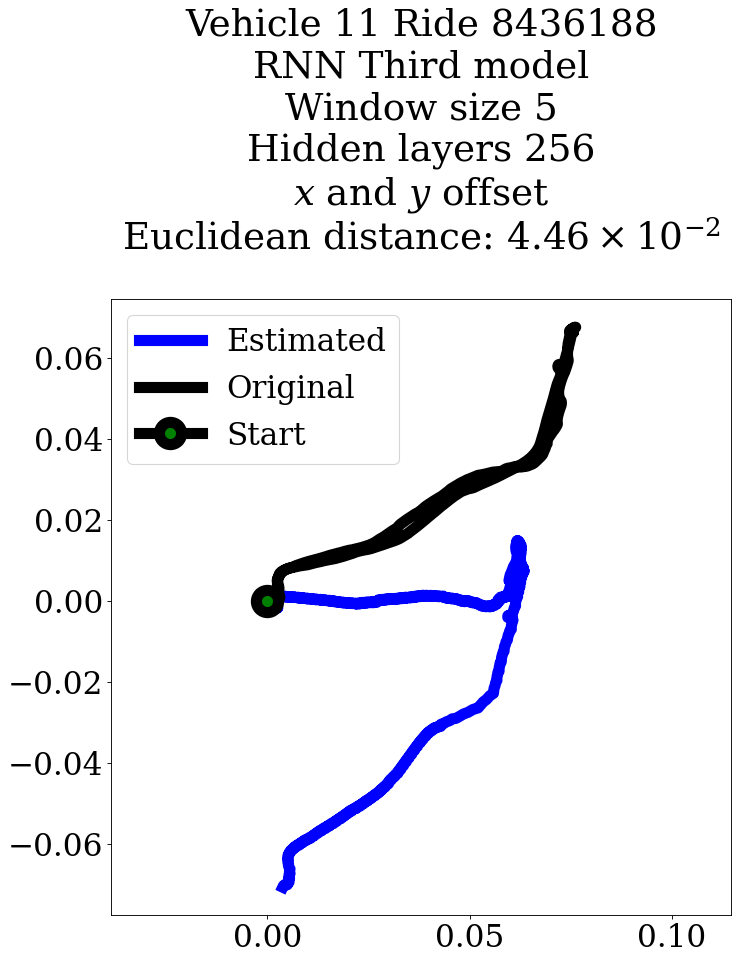 Vehicle 11 Ride 8436188
RNN Third model
Window size 5
Hidden layers 256
x and y offset
Euclidean distance: 4.46 × 10⁻²
Estimated
Original
Start
0.06
0.04
0.02
0.00
−0.02
−0.04
−0.06
0.00 0.05 0.10